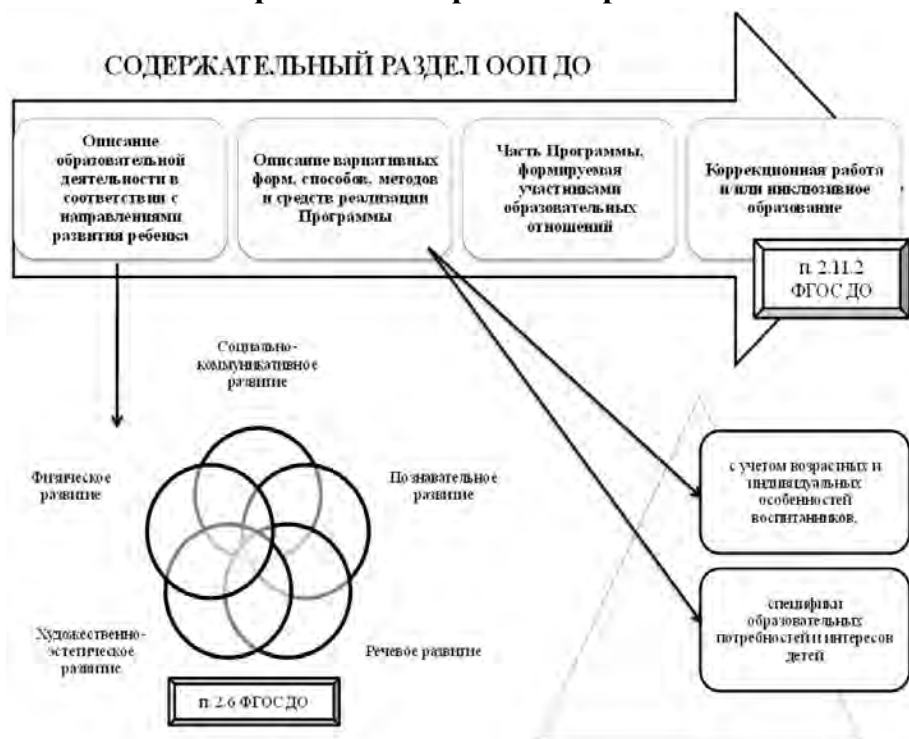 СОДЕРЖАТЕЛЬНЫЙ РАЗДЕЛ ООП ДО
Описание
образовательной
деятельности в
соответствии с
направлениями
развития ребенка
Описание вариативных
форм, способов, методов
и средств реализации
Программы
Часть Программы,
формируемая
участниками
образовательных
отношений
Коррекционная работа
и/или инклюзивное
образование
п. 2.11.2
ФГОС ДО
Социально-
коммуникативное
развитие
Физическое
развитие
Познавательное
развитие
Художественно-
эстетическое
развитие
Речевое развитие
п. 2.6 ФГОС ДО
с учетом возрастных и
индивидуальных
особенностей
воспитанников,
специфики
образовательных
потребностей и интересов
детей